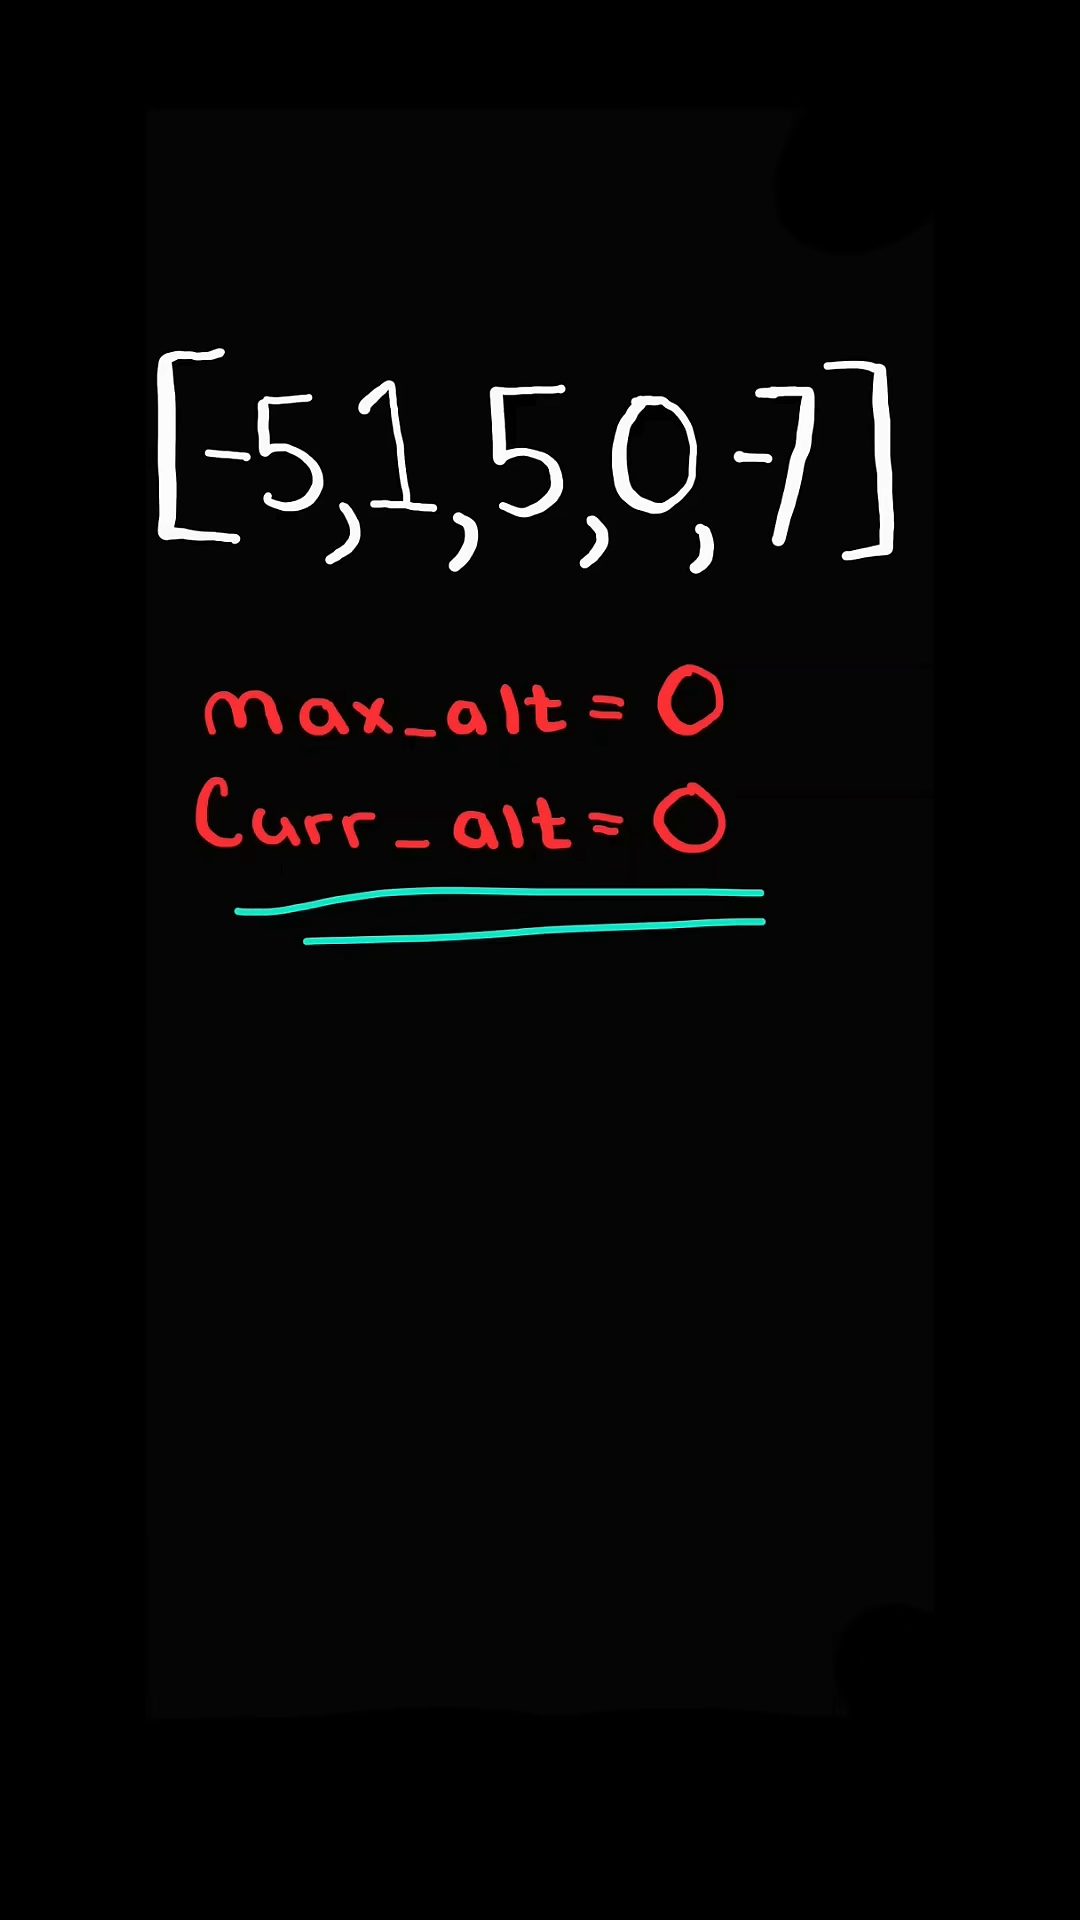 [-5,1,5,0,-7]
max_alt = 0
Curr_alt = 0